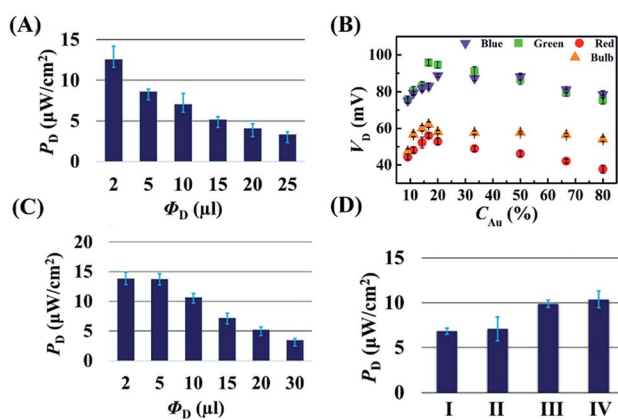 (A)
P_D (μW/cm²)
15
10
5
0
2 5 10 15 20 25
Φ_D (μl)
(B)
Blue Green Red
Bulb
V_D (mV)
100
80
60
40
0 10 20 30 40 50 60 70 80
C_Au (%)
(C)
P_D (μW/cm²)
20
15
10
5
0
2 5 10 15 20 30
Φ_D (μl)
(D)
P_D (μW/cm²)
15
10
5
0
I II III IV